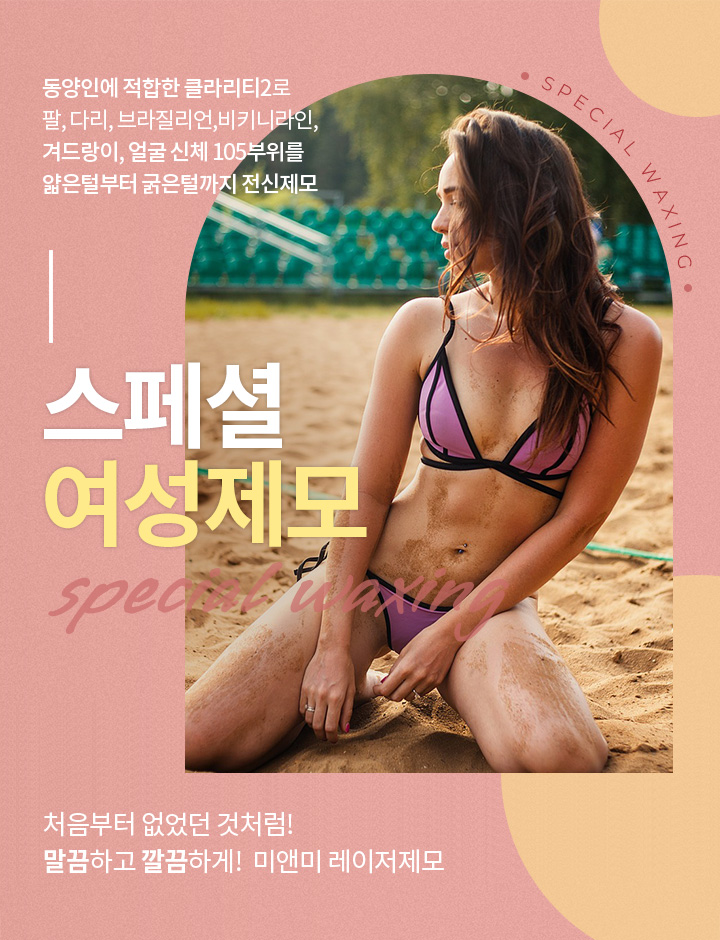 동양인에 적합한 클라리티2로
팔, 다리, 브라질리언,비키니라인,
겨드랑이, 얼굴 신체 105부위를
얇은털부터 굵은털까지 전신제모
SPECIAL WAXING
스페셜
여성제모
special waxing
처음부터 없었던 것처럼!
말끔하고 깔끔하게! 미앤미 레이저제모